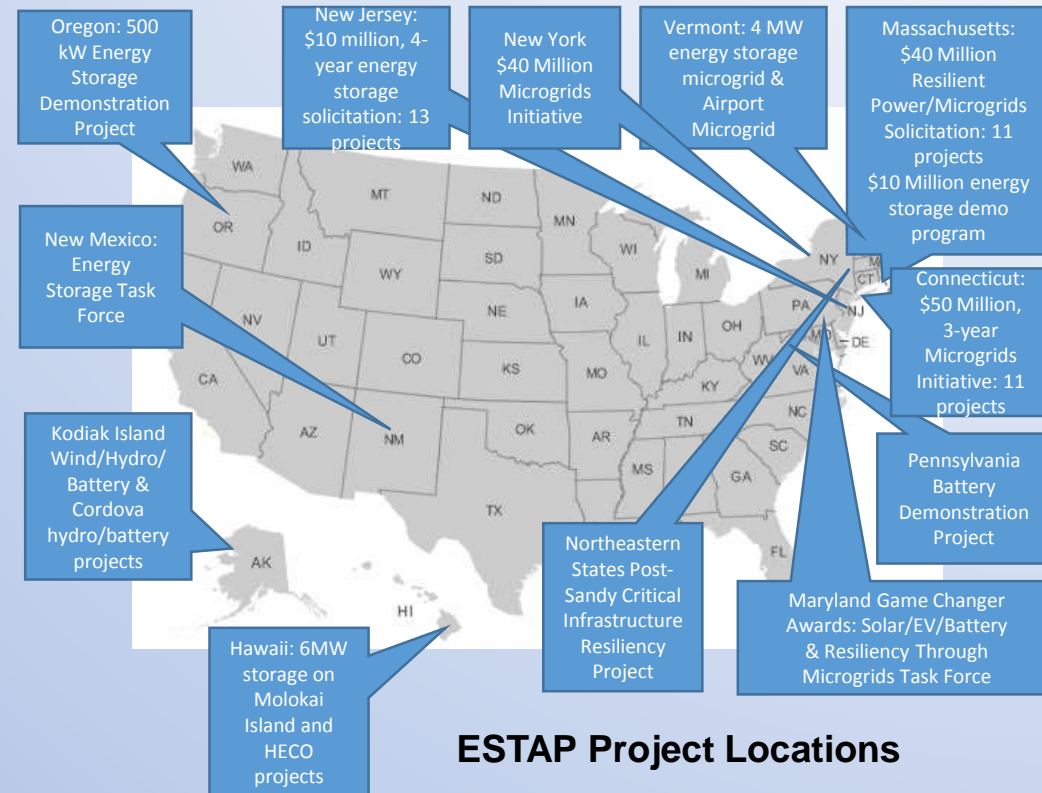 Oregon: 500
kW Energy
Storage
Demonstration
Project
New Jersey:
$10 million, 4-
year energy
storage
solicitation: 13
projects
New York
$40 Million
Microgrids
Initiative
Vermont: 4 MW
energy storage
microgrid &
Airport
Microgrid
Massachusetts:
$40 Million
Resilient
Power/Microgrids
Solicitation: 11
projects
$10 Million energy
storage demo
program
New Mexico:
Energy
Storage Task
Force
Connecticut:
$50 Million,
3-year
Microgrids
Initiative: 11
projects
Kodiak Island
Wind/Hydro/
Battery &
Cordova
hydro/battery
projects
Pennsylvania
Battery
Demonstration
Project
Northeastern
States Post-
Sandy Critical
Infrastructure
Resiliency
Project
Maryland Game Changer
Awards: Solar/EV/Battery
& Resiliency Through
Microgrids Task Force
Hawaii: 6MW
storage on
Molokai
Island and
HECO
projects
WA
MT
ND
MN
OR
ID
SD
WI
MI
NY
WY
CT
NV
NE
IA
PA
NJ
UT
CO
IL
IN
OH
MD
DE
CA
KS
MO
WV
VA
KY
NC
AZ
NM
OK
AR
TN
SC
MS
GA
TX
FL
AK
HI
ESTAP Project Locations